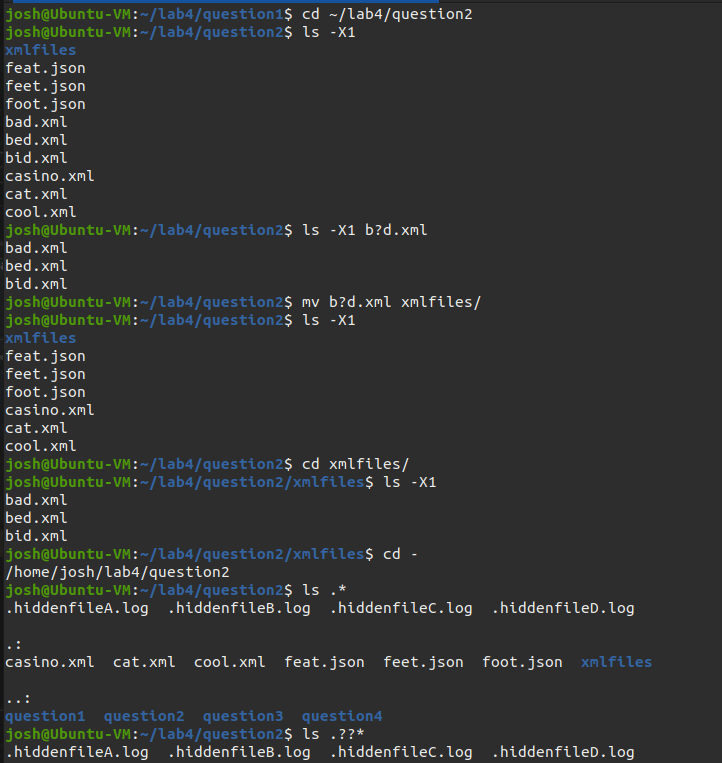 josh@Ubuntu-VM:~/lab4/question1$ cd ~/lab4/question2
josh@Ubuntu-VM:~/lab4/question2$ ls -X1
xmlfiles
feat.json
feet.json
foot.json
bad.xml
bed.xml
bid.xml
casino.xml
cat.xml
cool.xml
josh@Ubuntu-VM:~/lab4/question2$ ls -X1 b?d.xml
bad.xml
bed.xml
bid.xml
josh@Ubuntu-VM:~/lab4/question2$ mv b?d.xml xmlfiles/
josh@Ubuntu-VM:~/lab4/question2$ ls -X1
xmlfiles
feat.json
feet.json
foot.json
casino.xml
cat.xml
cool.xml
josh@Ubuntu-VM:~/lab4/question2$ cd xmlfiles/
josh@Ubuntu-VM:~/lab4/question2/xmlfiles$ ls -X1
bad.xml
bed.xml
bid.xml
josh@Ubuntu-VM:~/lab4/question2/xmlfiles$ cd -
/home/josh/lab4/question2
josh@Ubuntu-VM:~/lab4/question2$ ls .*
.hiddenfileA.log  .hiddenfileB.log  .hiddenfileC.log  .hiddenfileD.log

.:
casino.xml  cat.xml  cool.xml  feat.json  feet.json  foot.json  xmlfiles

..:
question1  question2  question3  question4
josh@Ubuntu-VM:~/lab4/question2$ ls .??*
.hiddenfileA.log  .hiddenfileB.log  .hiddenfileC.log  .hiddenfileD.log